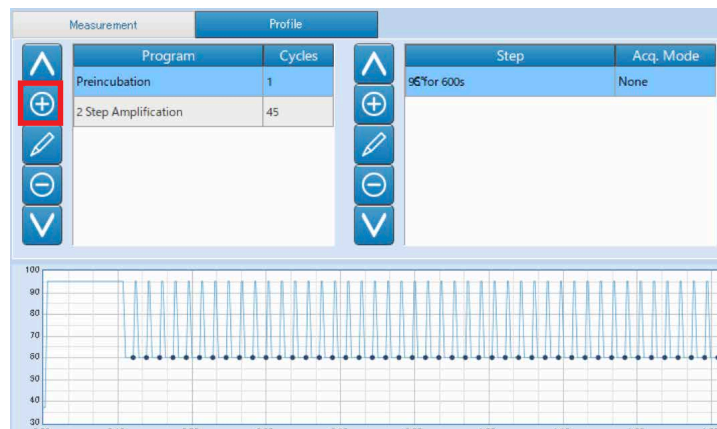 Measurement Profile
Program Cycles
Preincubation 1
2 Step Amplification 45
Step Acq. Mode
for 600s None
100
90
80
70
60
50
40
30